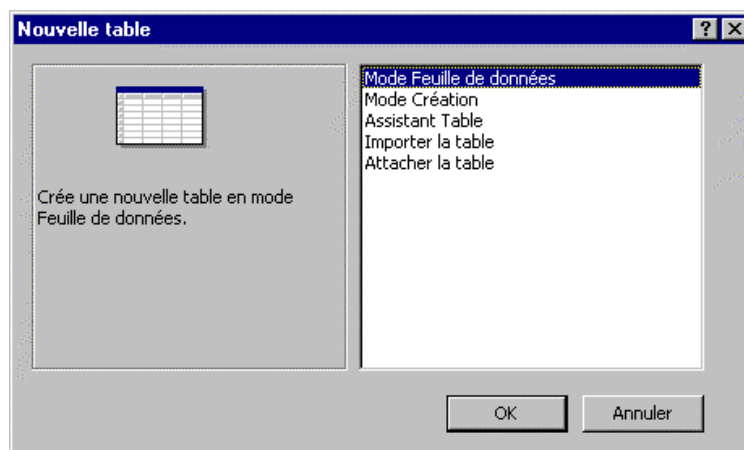 Nouvelle table
Crée une nouvelle table en mode
Feuille de données.
Mode Feuille de données
Mode Création
Assistant Table
Importer la table
Attacher la table
OK
Annuler